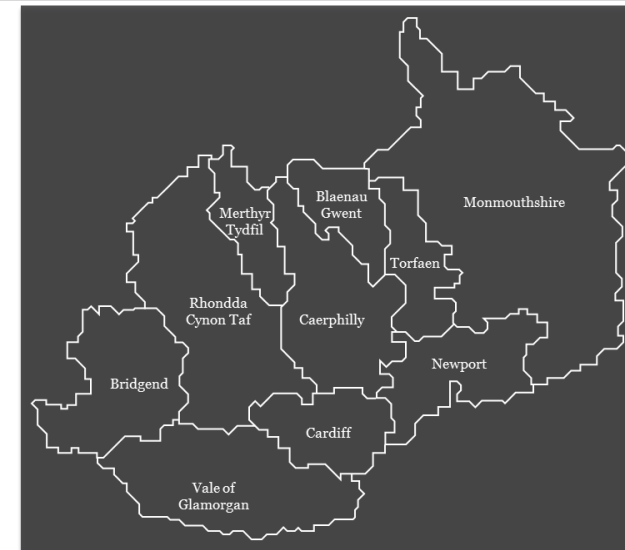 Blaenau
Gwent
Monmouthshire
Merthyr
Tydfil
Torfaen
Rhondda
Cynon Taf
Caerphilly
Newport
Bridgend
Cardiff
Vale of
Glamorgan